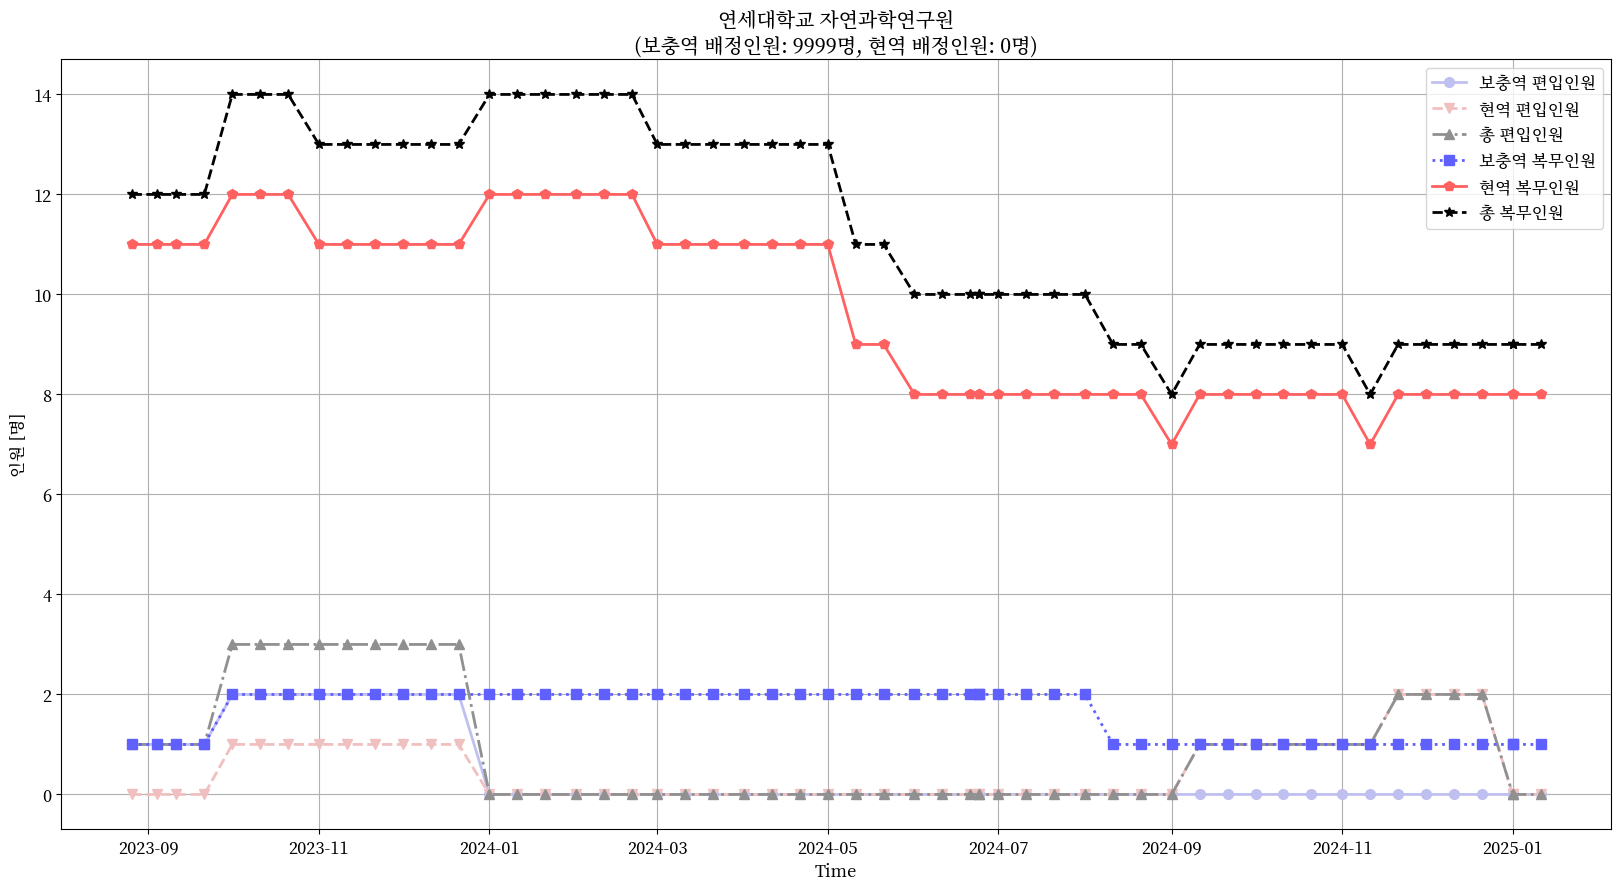 연세대학교 자연과학연구원
(보충역 배정인원: 9999명, 현역 배정인원: 0명)
보충역 편입인원
현역 편입인원
총 편입인원
보충역 복무인원
현역 복무인원
총 복무인원
인원 [명]
14
12
10
8
6
4
2
0
2023-09
2023-11
2024-01
2024-03
2024-05
2024-07
2024-09
2024-11
2025-01
Time